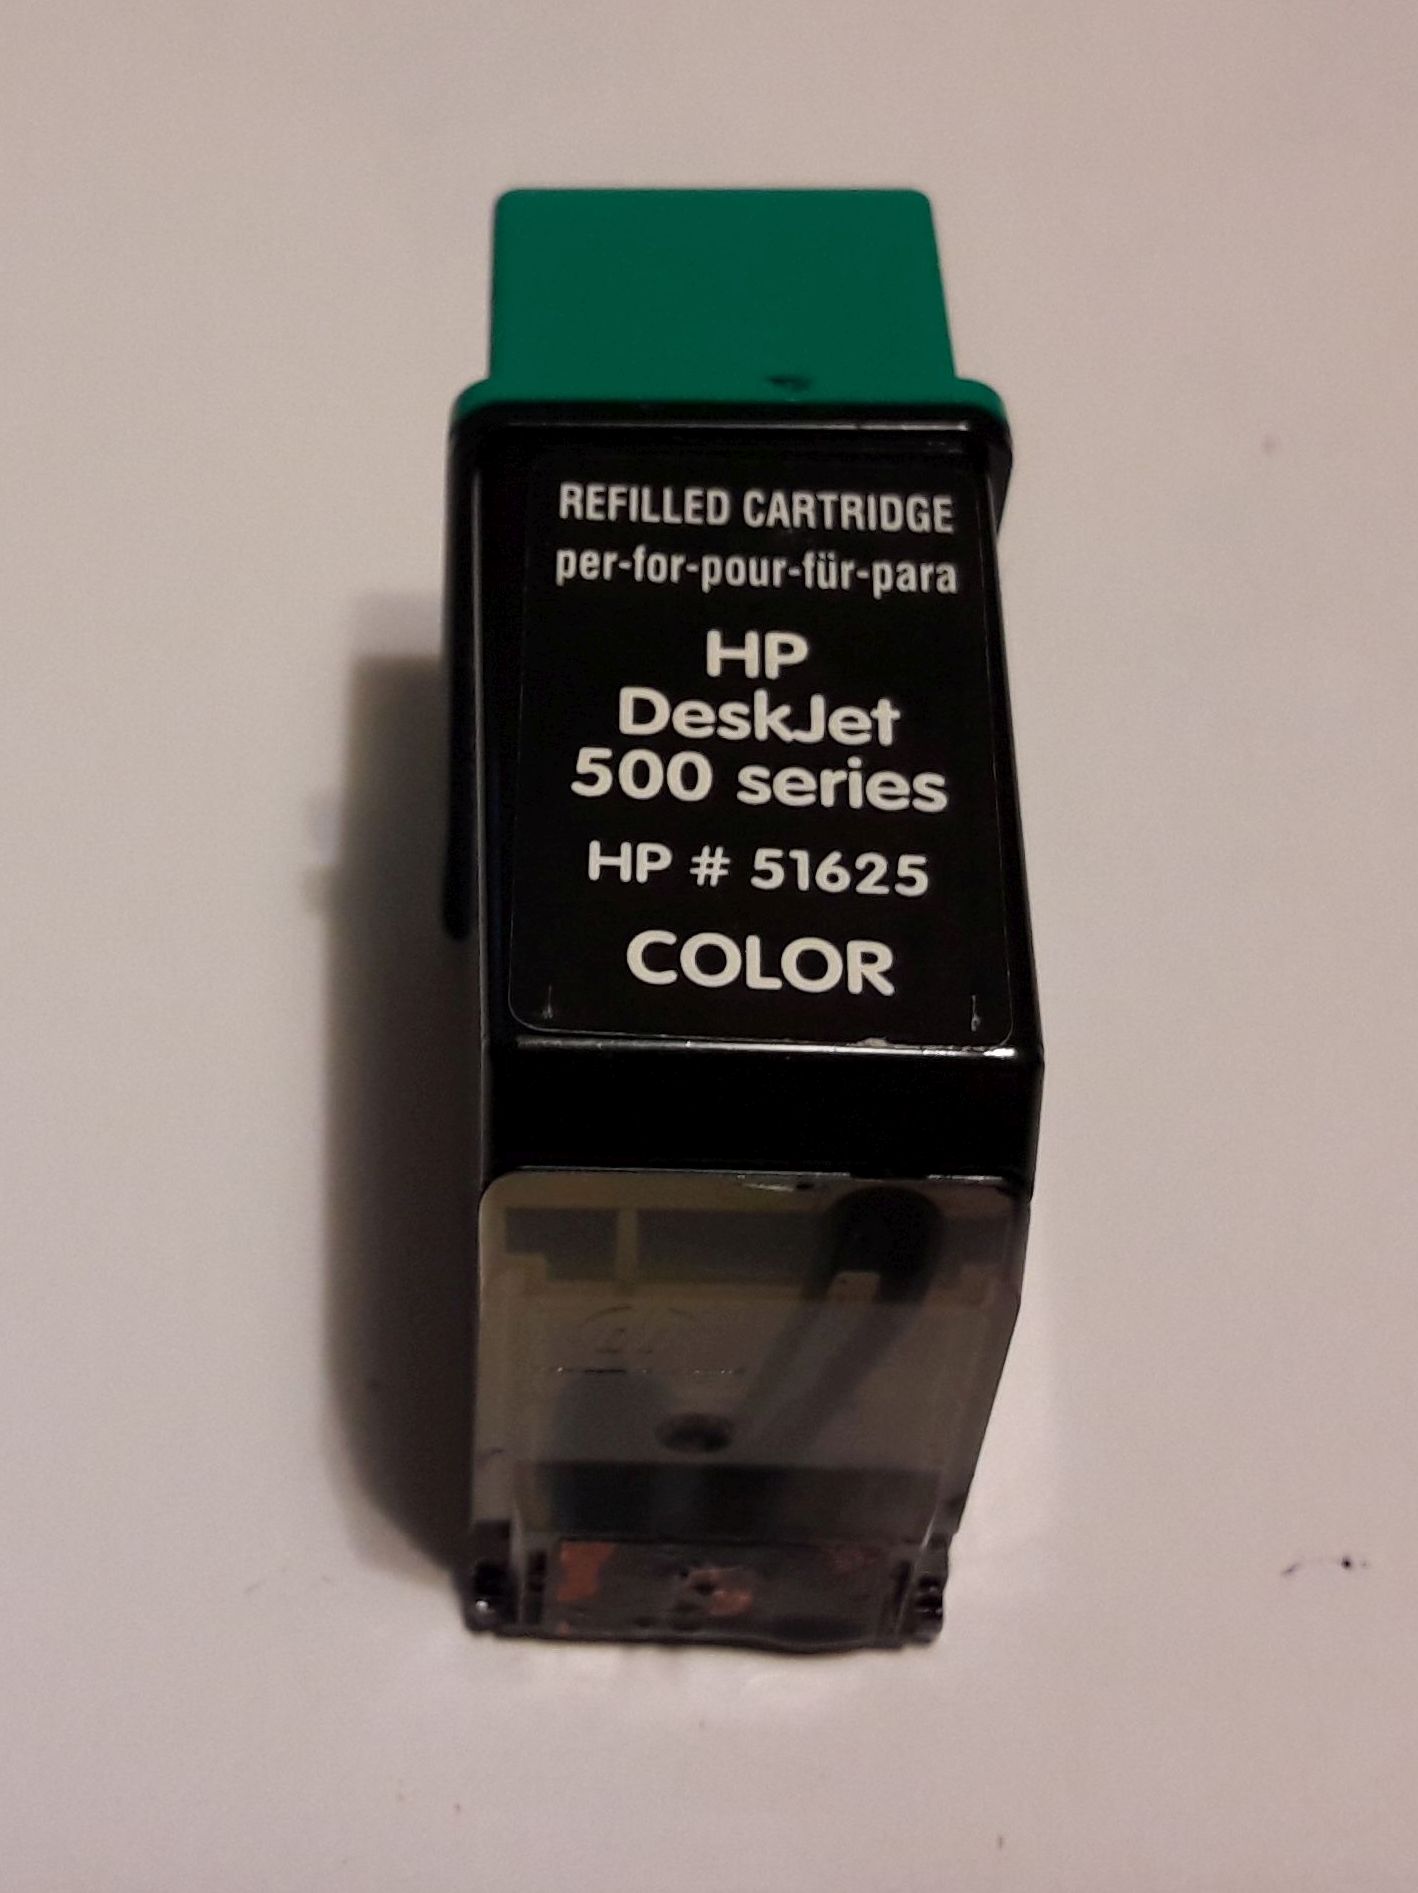 REFILLED CARTRIDGE
per-for-pour-für-para
HP
DeskJet
500 series
HP # 51625
COLOR